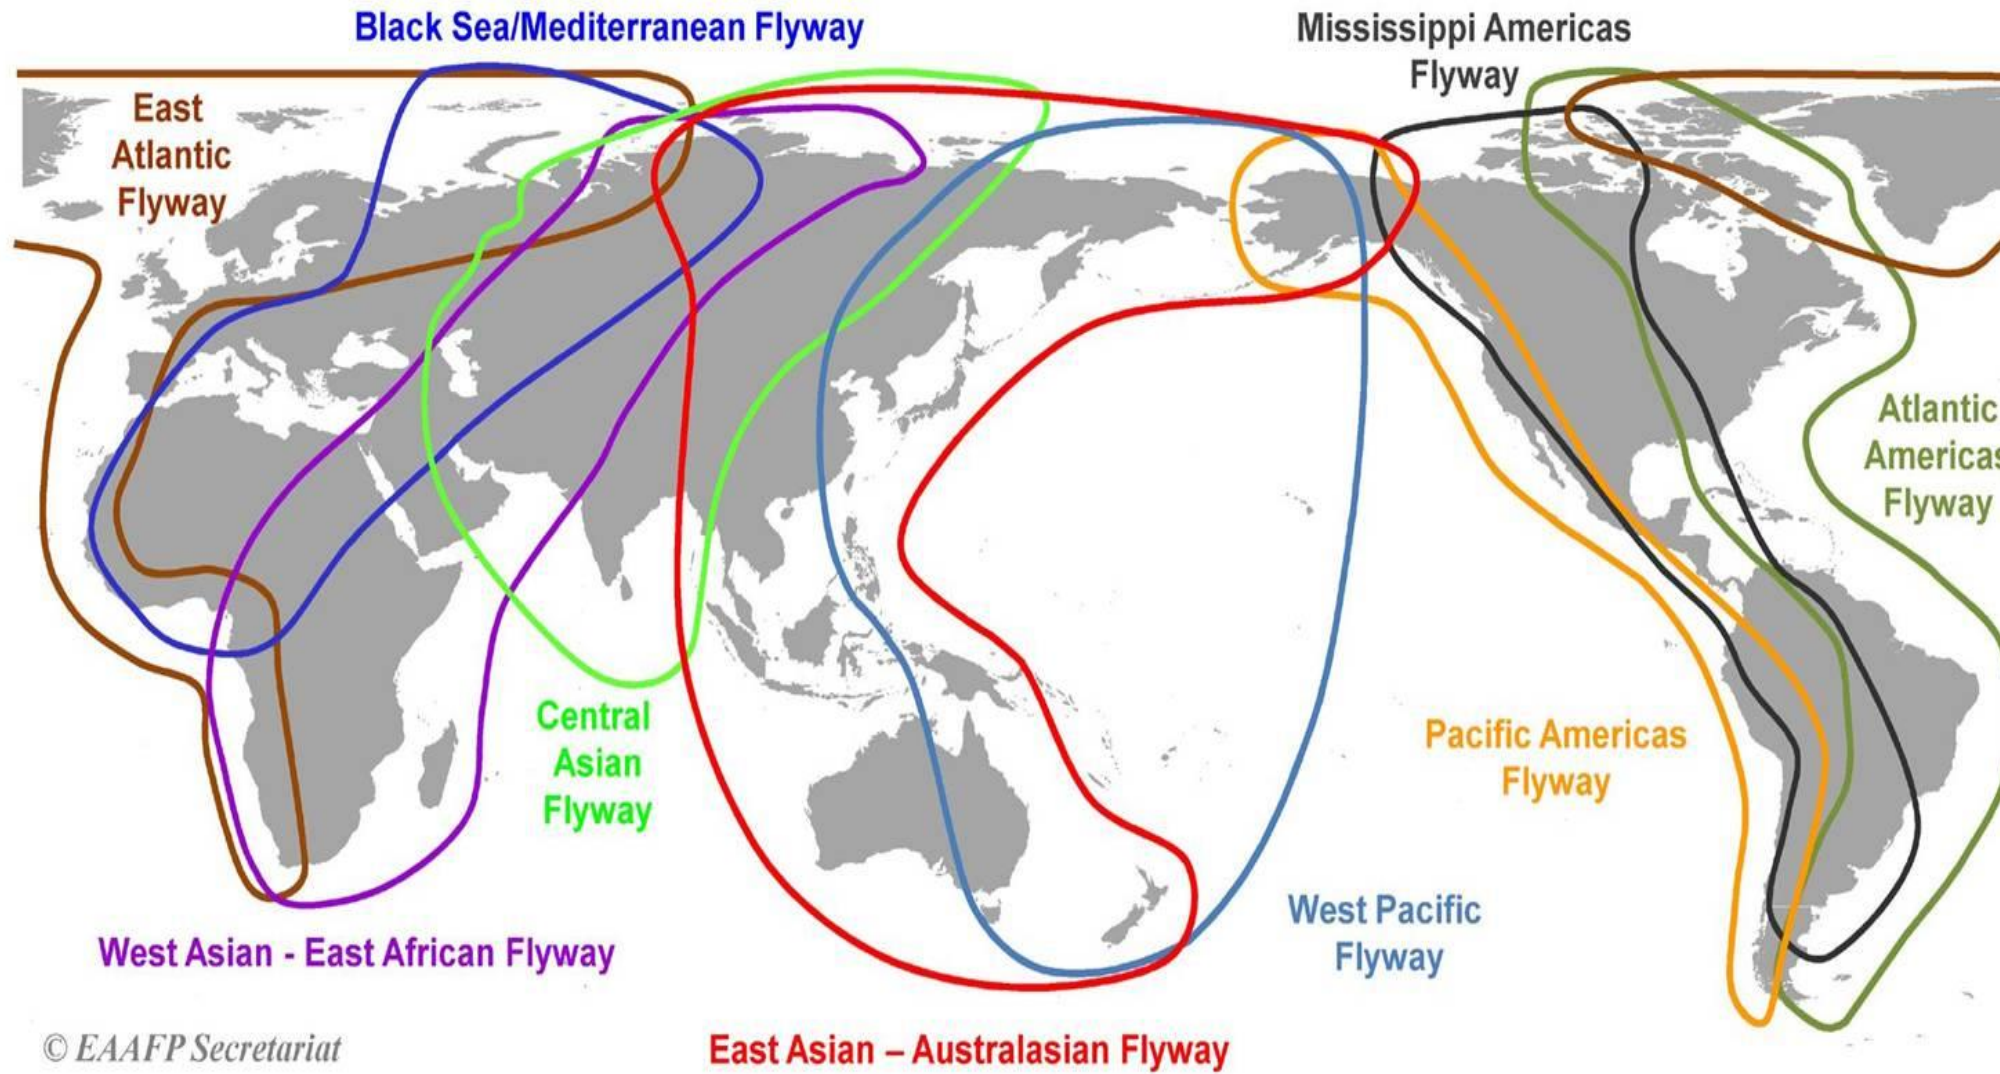 Black Sea/Mediterranean Flyway
Mississippi Americas
Flyway
East
Atlantic
Flyway
Atlantic
Americas
Flyway
Central
Asian
Flyway
Pacific Americas
Flyway
West Pacific
Flyway
West Asian - East African Flyway
East Asian – Australasian Flyway
© EAAFP Secretariat